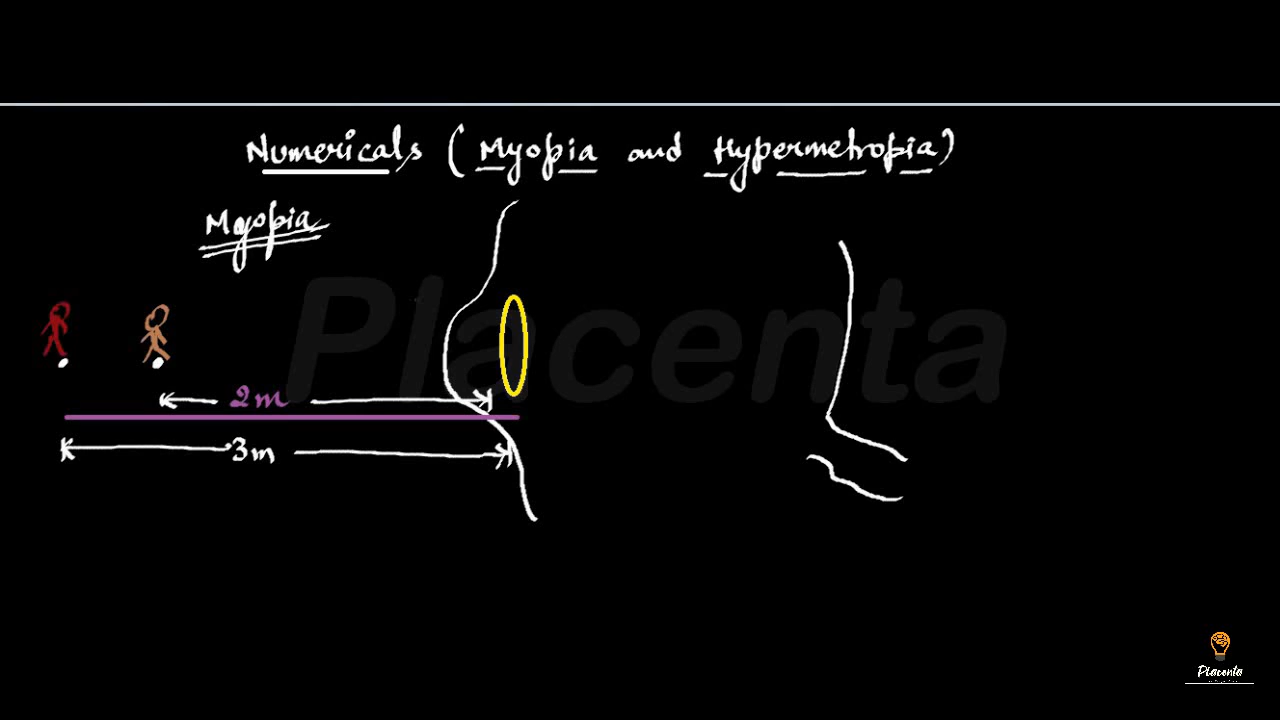 Numericals (Myopia and Hypermetropia)
Myopia
Placenta
2m
3m
Placenta